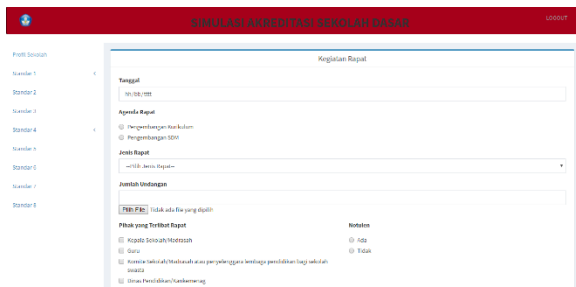 SIMULASI AKREDITASI SEKOLAH DASAR
LOGOUT
Profil Sekolah
Standar 1
Standar 2
Standar 3
Standar 4
Standar 5
Standar 6
Standar 7
Standar 8
Kegiatan Rapat
Tanggal
hh/bb/tttt
Agenda Rapat
Pengembangan Kurikulum
Pengembangan SDM
Jenis Rapat
--Pilih Jenis Rapat--
Jumlah Undangan
Pilih File Tidak ada file yang dipilih
Pihak yang Terlibat Rapat
Kepala Sekolah/Madrasah
Guru
Komite Sekolah/Madrasah atau penyelenggara lembaga pendidikan bagi sekolah
swasta
Dinas Pendidikan/Kankemenag
Notulen
Ada
Tidak